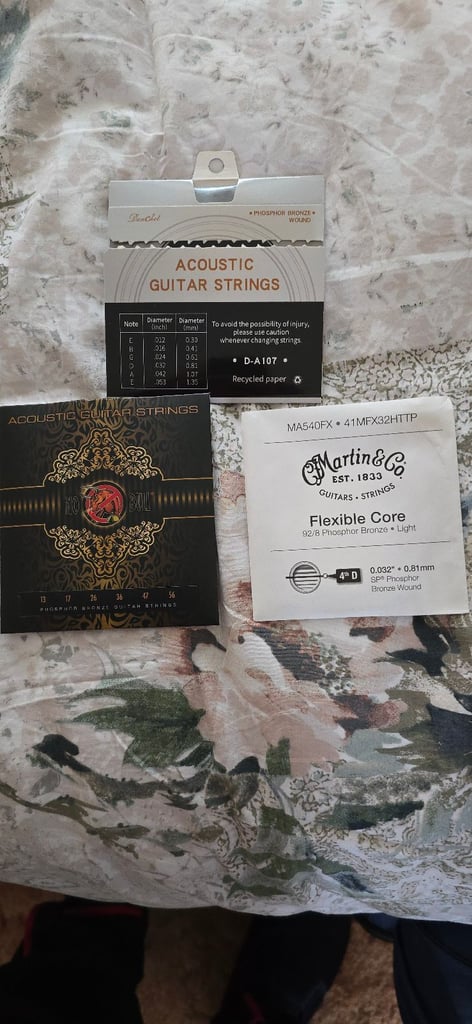 • PHOSPHOR BRONZE •
WOUND
ACOUSTIC
GUITAR STRINGS
Note Diameter (inch) Diameter (mm)
E .012 0.30
B .016 0.41
G .024 0.61
D .032 0.81
A .042 1.07
E .053 1.35
To avoid the possibility of injury,
please use caution
whenever changing strings.
• D-A107 •
Recycled paper
ACOUSTIC GUITAR STRINGS
13 17 26 36 47 56
PHOSPHOR BRONZE GUITAR STRINGS
MA540FX • 41MFX32HTTP
CFMartin & Co.
EST. 1833
GUITARS • STRINGS
Flexible Core
92/8 Phosphor Bronze • Light
4th D
0.032" • 0.81mm
SP® Phosphor
Bronze Wound